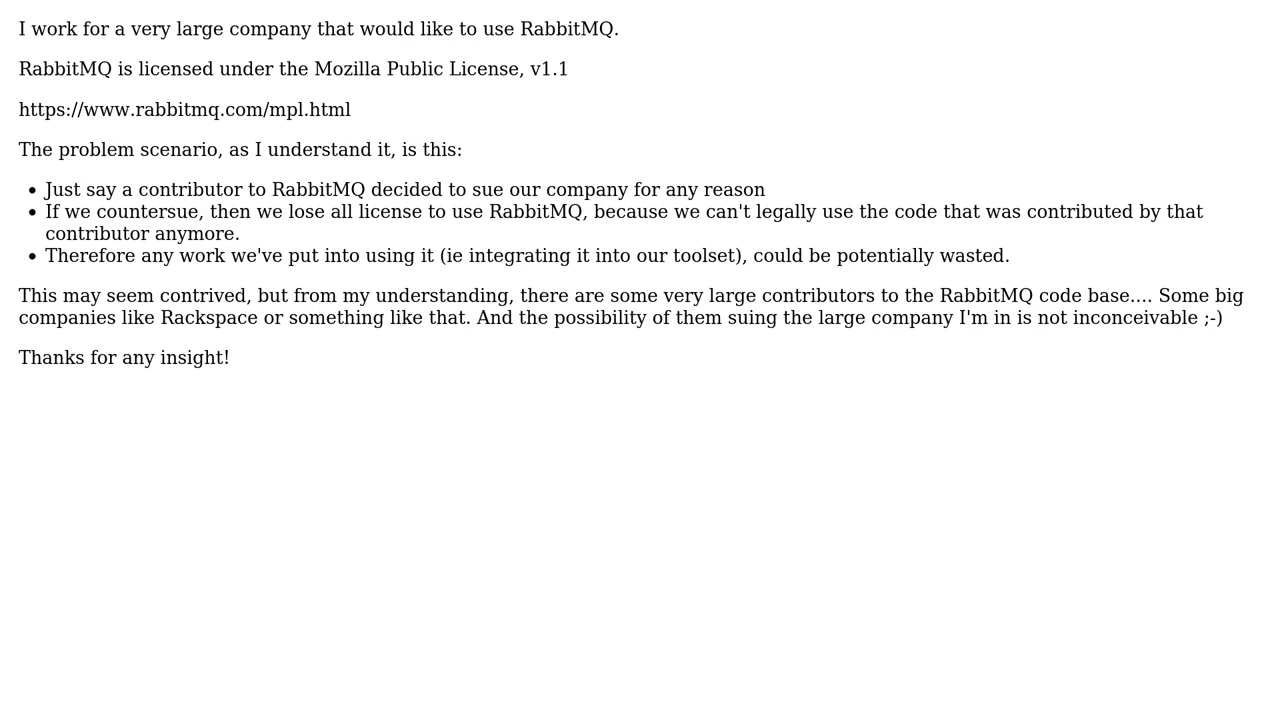 I work for a very large company that would like to use RabbitMQ.
RabbitMQ is licensed under the Mozilla Public License, v1.1
https://www.rabbitmq.com/mpl.html
The problem scenario, as I understand it, is this:
• Just say a contributor to RabbitMQ decided to sue our company for any reason
• If we countersue, then we lose all license to use RabbitMQ, because we can't legally use the code that was contributed by that
contributor anymore.
• Therefore any work we've put into using it (ie integrating it into our toolset), could be potentially wasted.
This may seem contrived, but from my understanding, there are some very large contributors to the RabbitMQ code base.... Some big
companies like Rackspace or something like that. And the possibility of them suing the large company I'm in is not inconceivable ;-)
Thanks for any insight!